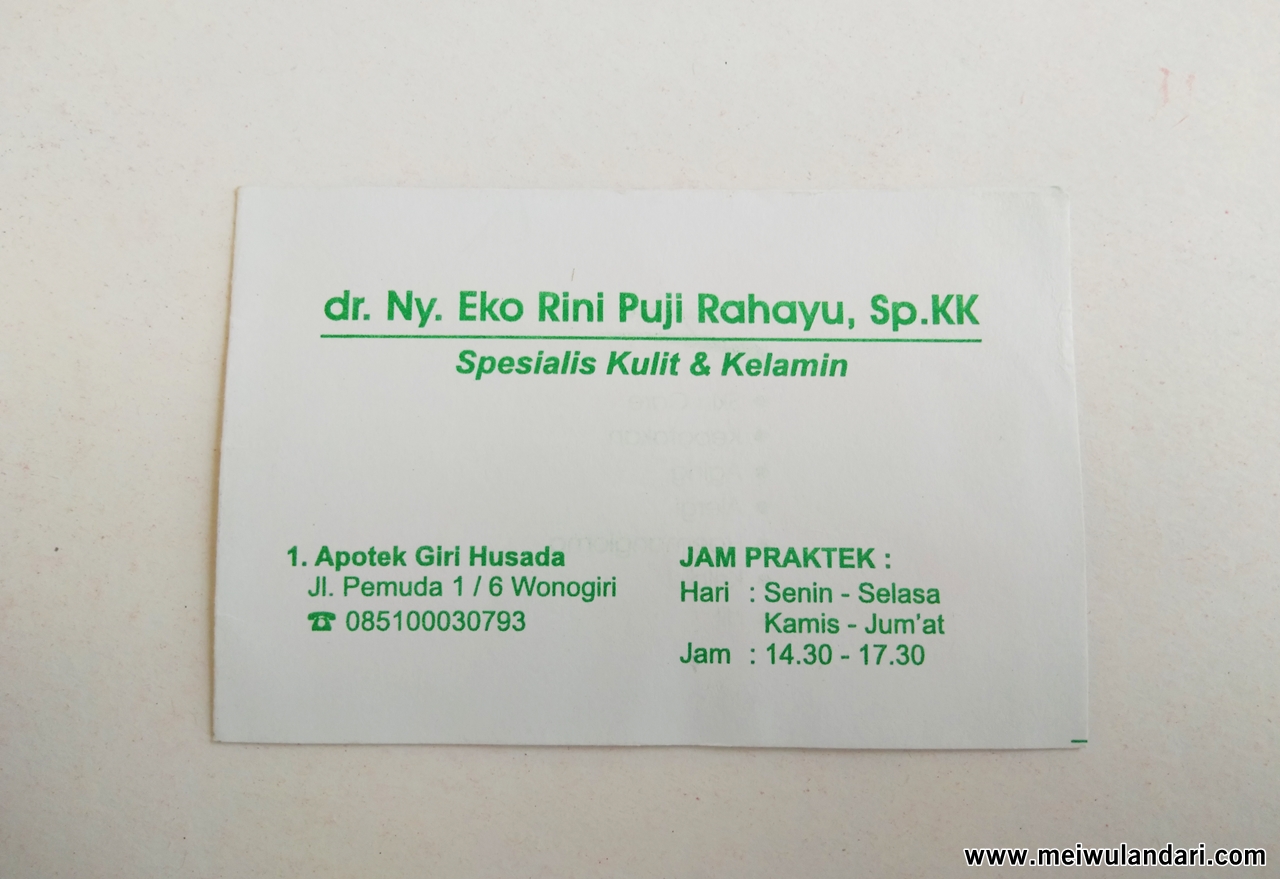 dr. Ny. Eko Rini Puji Rahayu, Sp.KK
Spesialis Kulit & Kelamin
1. Apotek Giri Husada
Jl. Pemuda 1 / 6 Wonogiri
☎ 085100030793
JAM PRAKTEK :
Hari : Senin - Selasa
Kamis - Jum'at
Jam : 14.30 - 17.30
www.meiwulandari.com